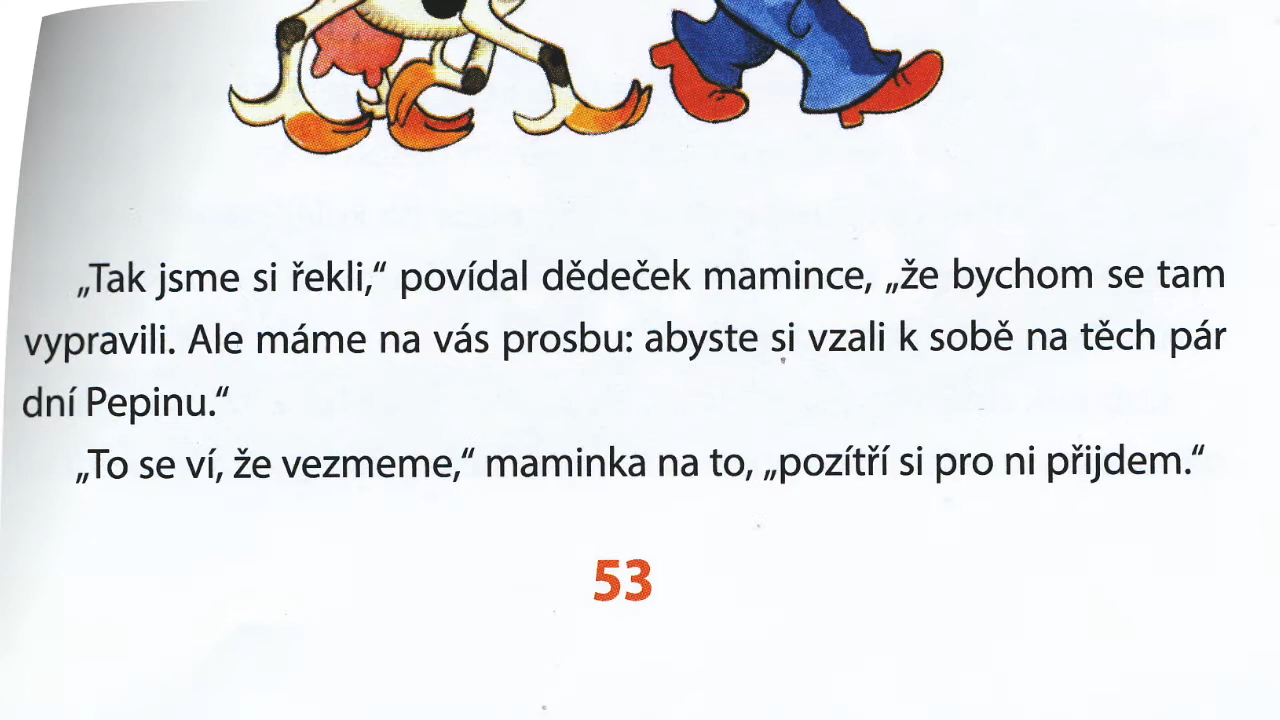 „Tak jsme si řekli,“ povídal dědeček mamince, „že bychom se tam
vypravili. Ale máme na vás prosbu: abyste si vzali k sobě na těch pár
dní Pepinu.“
„To se ví, že vezmeme,“ maminka na to, „pozítří si pro ni přijdem.“
53